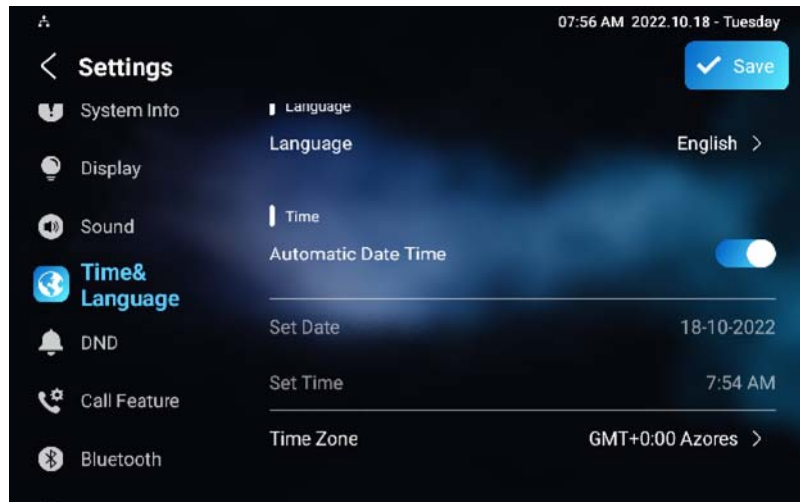 07:56 AM 2022.10.18 - Tuesday
Settings
Save
System Info
Display
Sound
Time&
Language
DND
Call Feature
Bluetooth
Language
Language English
Time
Automatic Date Time
Set Date 18-10-2022
Set Time 7:54 AM
Time Zone GMT+0:00 Azores